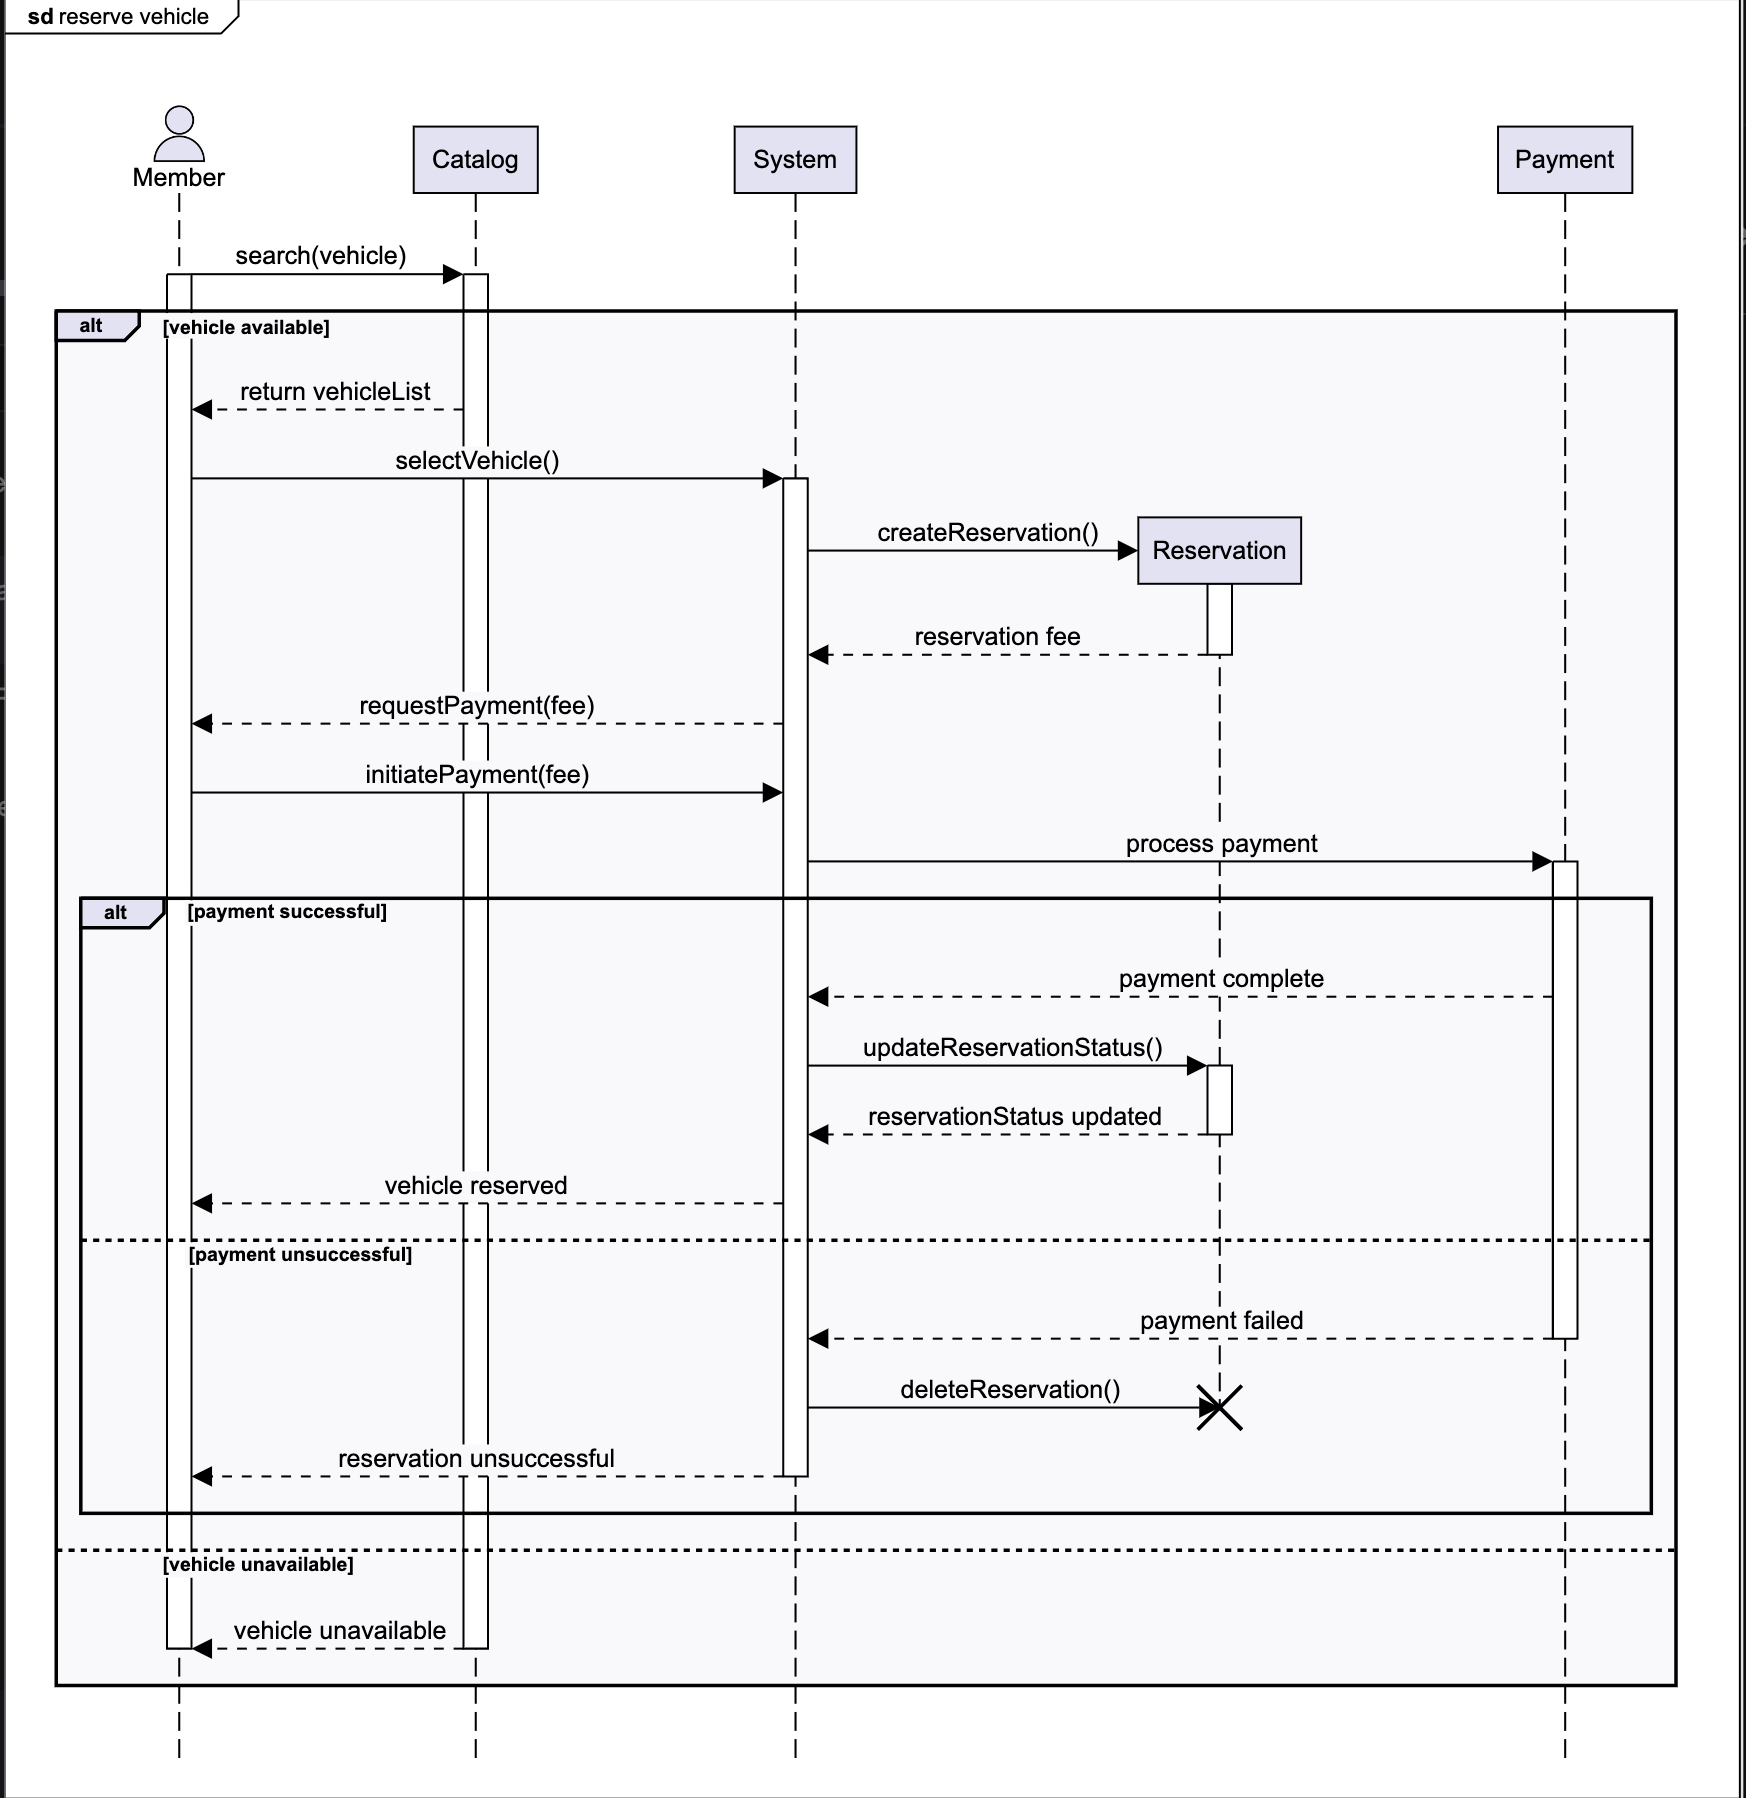 sd reserve vehicle
Member
Catalog
System
Payment
search(vehicle)
alt
[vehicle available]
return vehicleList
selectVehicle()
createReservation()
Reservation
reservation fee
requestPayment(fee)
initiatePayment(fee)
process payment
alt
[payment successful]
payment complete
updateReservationStatus()
reservationStatus updated
vehicle reserved
[payment unsuccessful]
payment failed
deleteReservation()
reservation unsuccessful
[vehicle unavailable]
vehicle unavailable